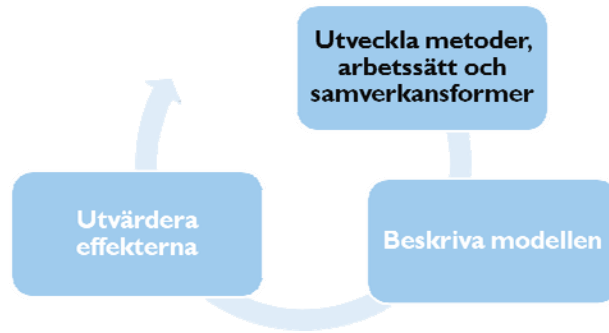 Utveckla metoder,
arbetssätt och
samverkansformer
Utvärdera
effekterna
Beskriva modellen